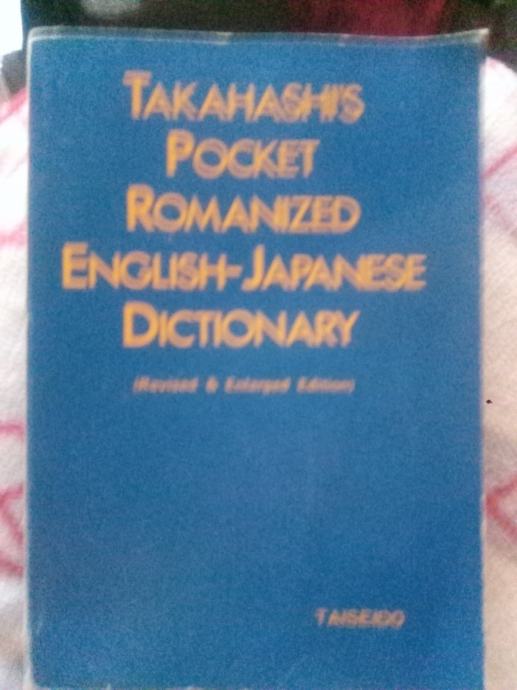 TAKAHASHI'S
POCKET
ROMANIZED
ENGLISH-JAPANESE
DICTIONARY
(Revised & Enlarged Edition)
TAISEIDO